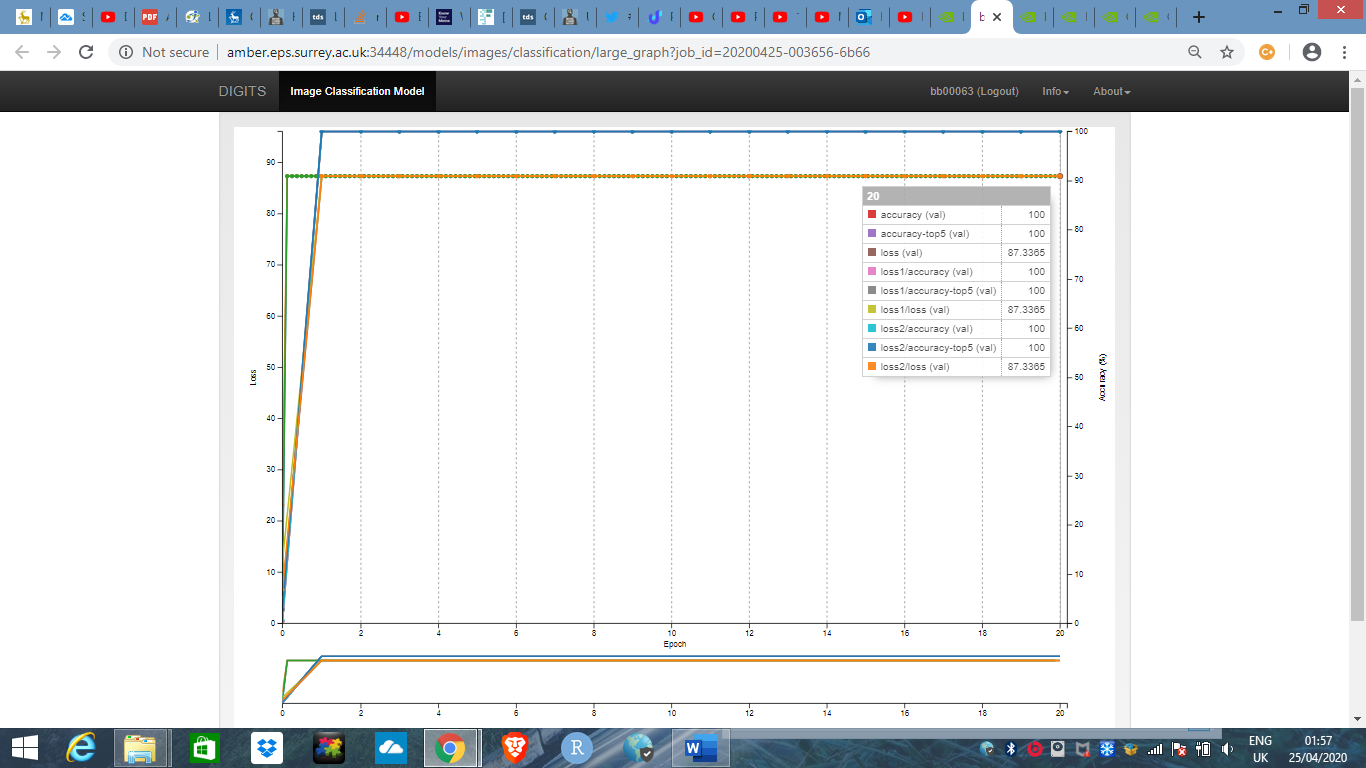 PDF
tds
tds
b
Not secure | amber.eps.surrey.ac.uk:34448/models/images/classification/large_graph?job_id=20200425-003656-6b66
DIGITS Image Classification Model bb00063 (Logout) Info About
90
80
70
60
50
40
30
20
10
0
Loss
100
90
80
70
60
50
40
30
20
10
0
Accuracy (%)
20
accuracy (val) 100
accuracy-top5 (val) 100
loss (val) 87.3365
loss1/accuracy (val) 100
loss1/accuracy-top5 (val) 100
loss1/loss (val) 87.3365
loss2/accuracy (val) 100
loss2/accuracy-top5 (val) 100
loss2/loss (val) 87.3365
0 2 4 6 8 10 12 14 16 18 20
Epoch
0 2 4 6 8 10 12 14 16 18 20
ENG 01:57
UK 25/04/2020